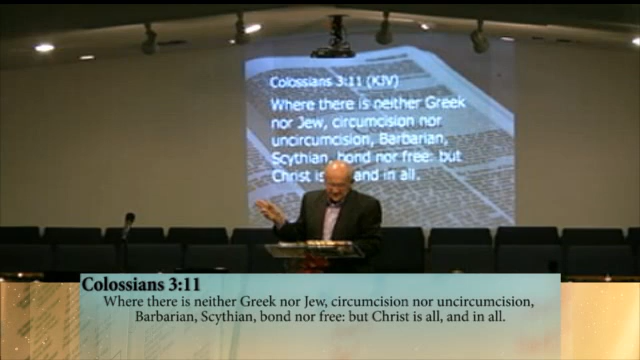 Colossians 3:11 (KJV)
Where there is neither Greek
nor Jew, circumcision nor
uncircumcision, Barbarian,
Scythian, bond nor free: but
Christ is and in all.
Colossians 3:11
Where there is neither Greek nor Jew, circumcision nor uncircumcision,
Barbarian, Scythian, bond nor free: but Christ is all, and in all.